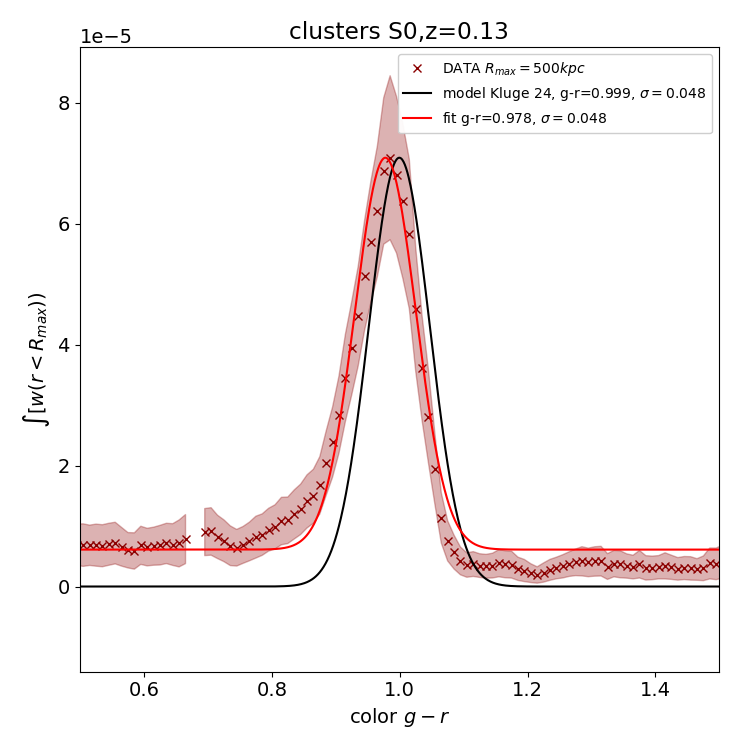 clusters S0,z=0.13
1e−5
DATA $R_{max} = 500kpc$
model Kluge 24, g-r=0.999, $\sigma = 0.048$
fit g-r=0.978, $\sigma = 0.048$
8
6
4
2
0
$\int [w(r < R_{max}))$
0.6 0.8 1.0 1.2 1.4
color $g - r$